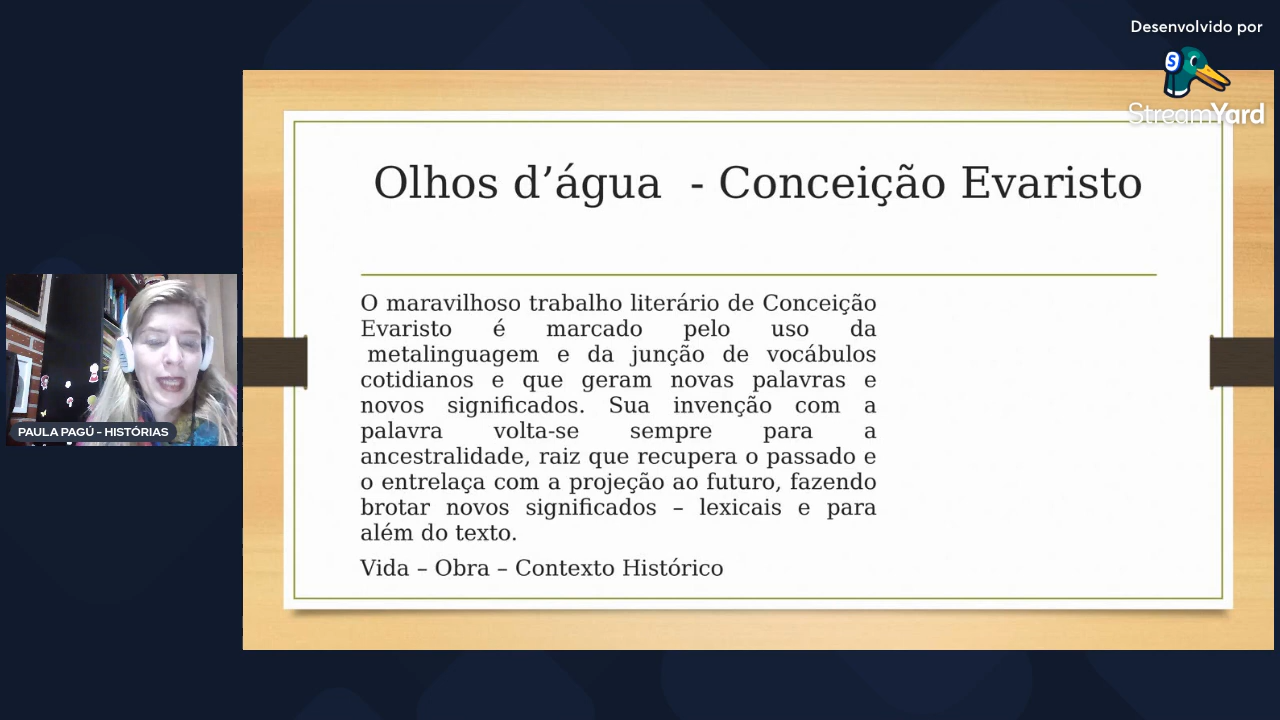 Desenvolvido por
StreamYard
Olhos d’água - Conceição Evaristo
O maravilhoso trabalho literário de Conceição
Evaristo é marcado pelo uso da
metalinguagem e da junção de vocábulos
cotidianos e que geram novas palavras e
novos significados. Sua invenção com a
palavra volta-se sempre para a
ancestralidade, raiz que recupera o passado e
o entrelaça com a projeção ao futuro, fazendo
brotar novos significados – lexicais e para
além do texto.
Vida – Obra – Contexto Histórico
PAULA PAGÚ - HISTÓRIAS